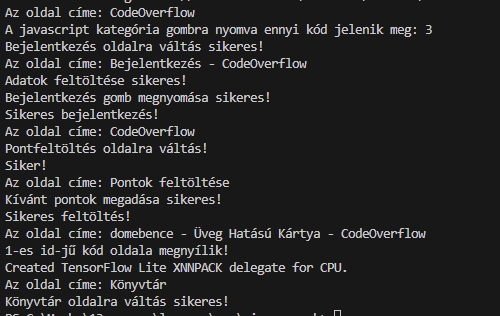 Az oldal címe: CodeOverflow
A javascript kategória gombra nyomva ennyi kód jelenik meg: 3
Bejelentkezés oldalra váltás sikeres!
Az oldal címe: Bejelentkezés - CodeOverflow
Adatok feltöltése sikeres!
Bejelentkezés gomb megnyomása sikeres!
Sikeres bejelentkezés!
Az oldal címe: CodeOverflow
Pontfeltöltés oldalra váltás!
Siker!
Az oldal címe: Pontok feltöltése
Kívánt pontok megadása sikeres!
Sikeres feltöltés!
Az oldal címe: domebence - Üveg Hatású Kártya - CodeOverflow
1-es id-jű kód oldala megnyílik!
Created TensorFlow Lite XNNPACK delegate for CPU.
Az oldal címe: Könyvtár
Könyvtár oldalra váltás sikeres!